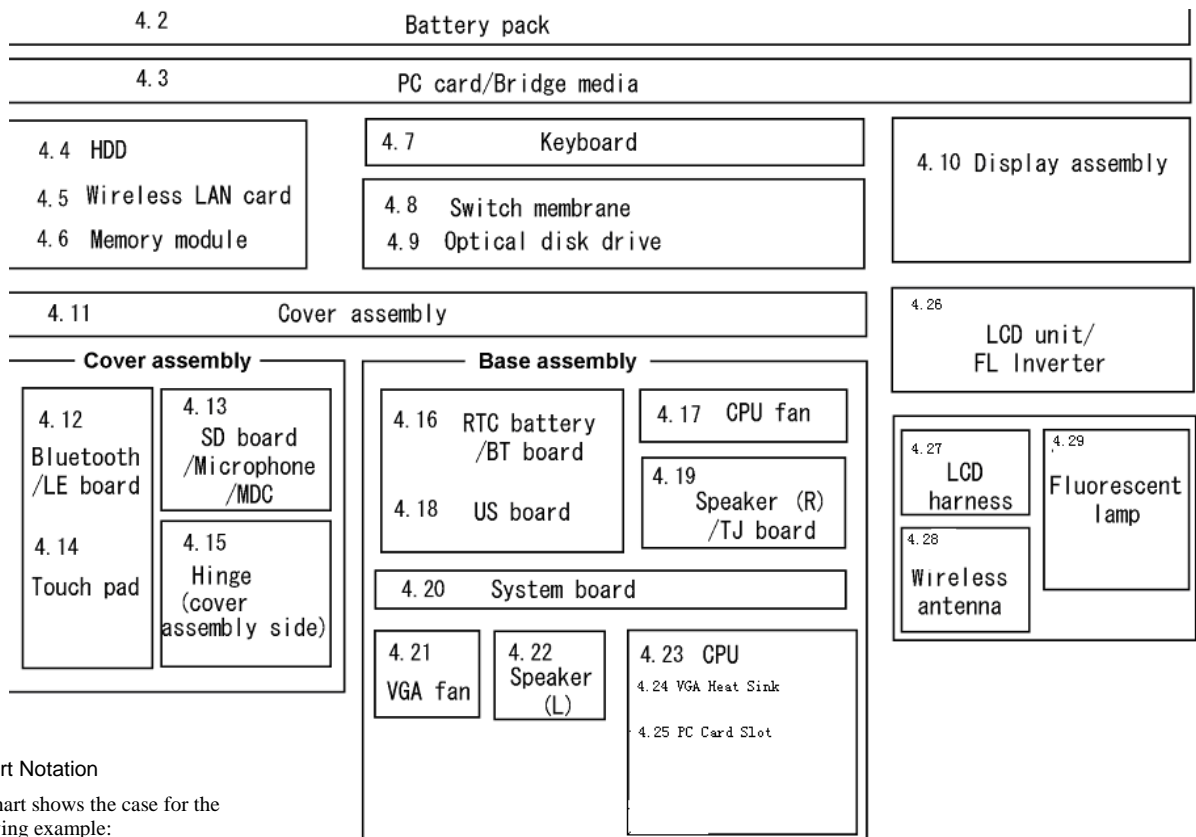 4.2 Battery pack
4.3 PC card/Bridge media
4.4 HDD
4.5 Wireless LAN card
4.6 Memory module
4.7 Keyboard
4.8 Switch membrane
4.9 Optical disk drive
4.10 Display assembly
4.11 Cover assembly
4.26
LCD unit/
FL Inverter
Cover assembly
4.12
Bluetooth
/LE board
4.14
Touch pad
4.13
SD board
/Microphone
/MDC
4.15
Hinge
(cover
assembly side)
Base assembly
4.16 RTC battery
/BT board
4.18 US board
4.17 CPU fan
4.19
Speaker (R)
/TJ board
4.20 System board
4.21
VGA fan
4.22
Speaker
(L)
4.23 CPU
4.24 VGA Heat Sink
4.25 PC Card Slot
4.27
LCD
harness
4.28
Wireless
antenna
4.29
Fluorescent
lamp
rt Notation
art shows the case for the
ing example: